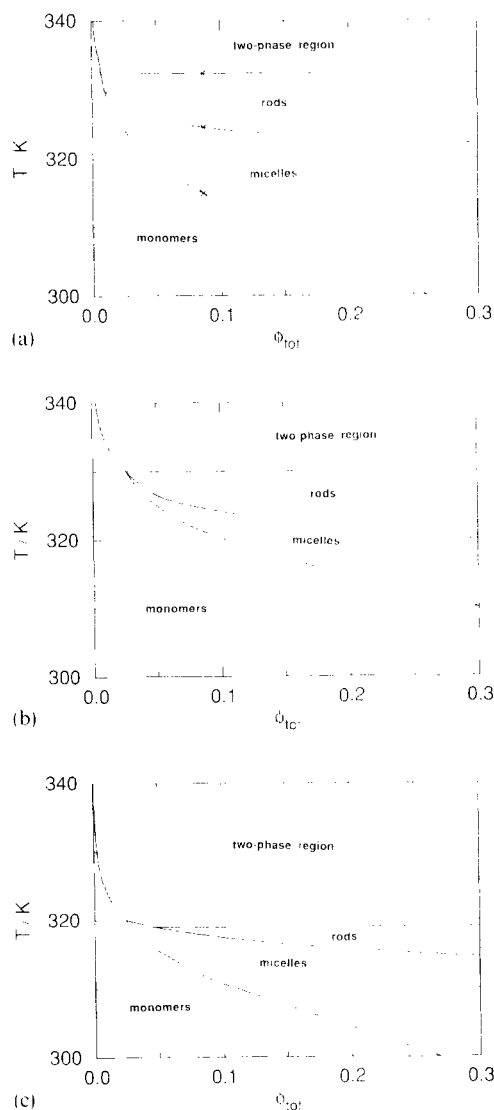 340
two-phase region
rods
T K
320
micelles
monomers
300
0.0 0.1 0.2 0.3
(a)
Φtot
340
two phase region
rods
T/K
320
micelles
monomers
300
0.0 0.1 0.2 0.3
(b)
340
two-phase region
T/K
320
rods
micelles
monomers
300
0.0 0.1 0.2 0.3
(c)
Φtot